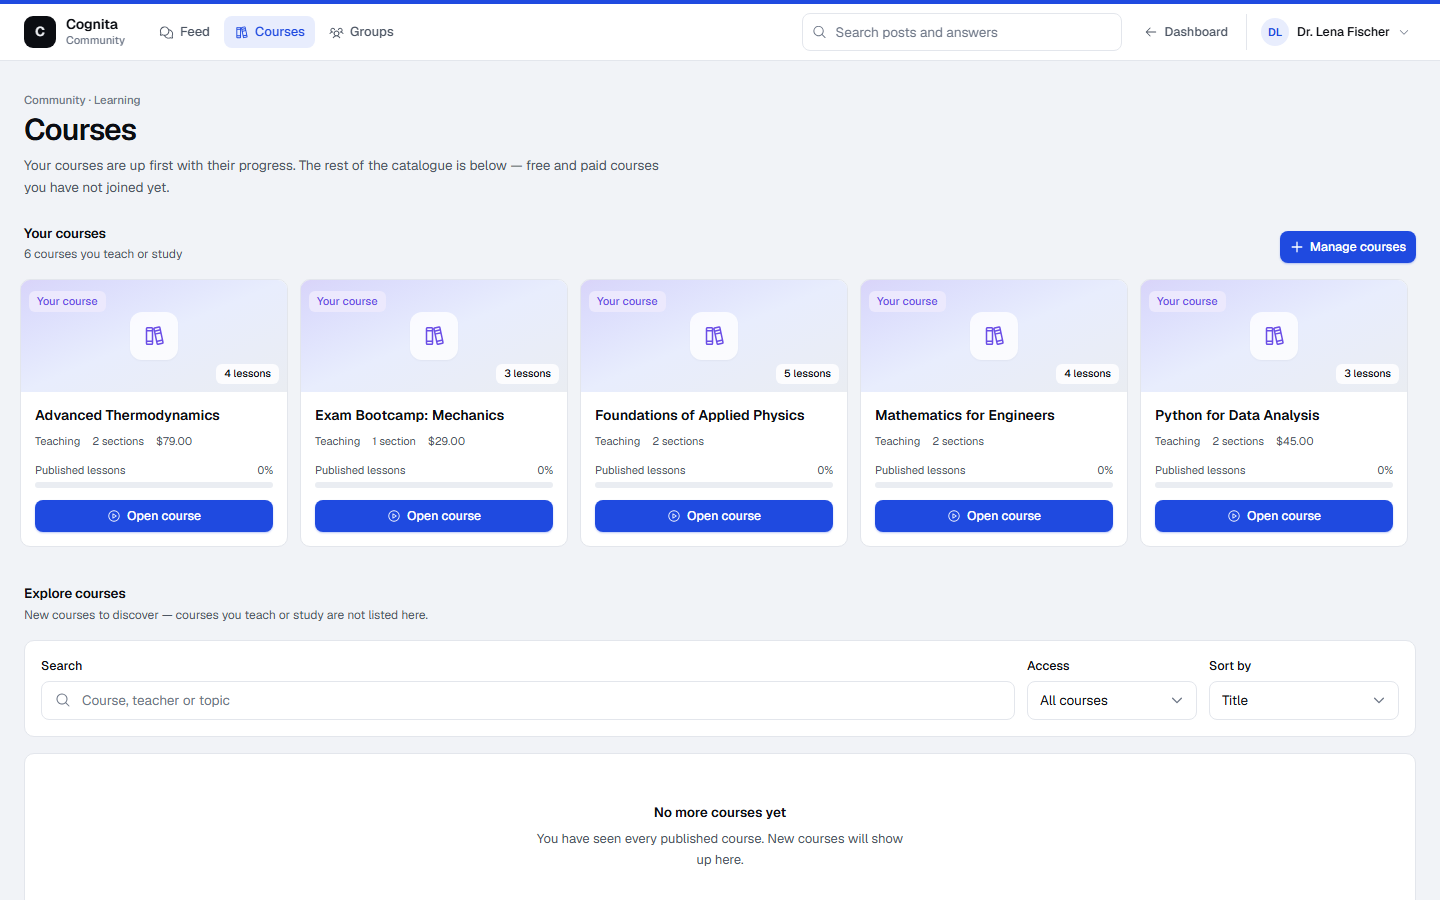 C
Cognita
Community
Feed
Courses
Groups
Search posts and answers
Dashboard
DL
Dr. Lena Fischer
Community · Learning
Courses
Your courses are up first with their progress. The rest of the catalogue is below — free and paid courses
you have not joined yet.
Your courses
6 courses you teach or study
Manage courses
Your course
4 lessons
Advanced Thermodynamics
Teaching 2 sections $79.00
Published lessons 0%
Open course
Your course
3 lessons
Exam Bootcamp: Mechanics
Teaching 1 section $29.00
Published lessons 0%
Open course
Your course
5 lessons
Foundations of Applied Physics
Teaching 2 sections
Published lessons 0%
Open course
Your course
4 lessons
Mathematics for Engineers
Teaching 2 sections
Published lessons 0%
Open course
Your course
3 lessons
Python for Data Analysis
Teaching 2 sections $45.00
Published lessons 0%
Open course
Explore courses
New courses to discover — courses you teach or study are not listed here.
Search
Course, teacher or topic
Access
All courses
Sort by
Title
No more courses yet
You have seen every published course. New courses will show
up here.